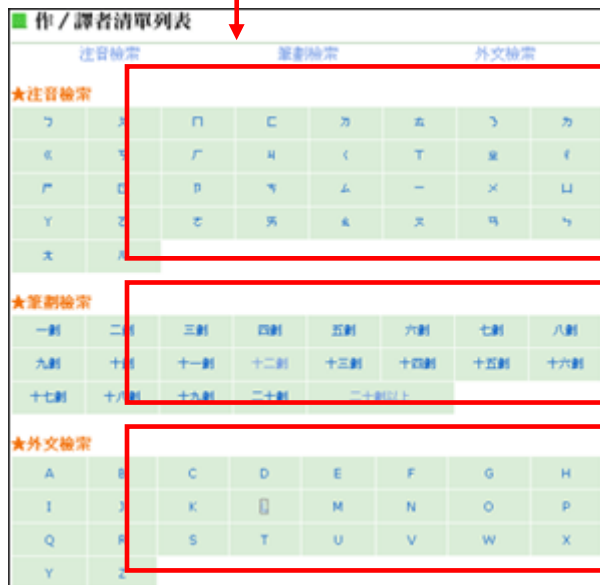 作/譯者清單列表
注音檢索 筆劃檢索 外文檢索
★注音檢索
ㄅ ㄆ ㄇ ㄈ ㄉ ㄊ ㄋ ㄌ
ㄍ ㄎ ㄏ ㄐ ㄑ ㄒ ㄓ ㄔ
ㄕ ㄖ ㄗ ㄘ ㄙ ㄧ ㄨ ㄩ
ㄚ ㄛ ㄜ ㄞ ㄠ ㄡ ㄢ ㄣ
ㄤ ㄦ
★筆劃檢索
一劃 二劃 三劃 四劃 五劃 六劃 七劃 八劃
九劃 十劃 十一劃 十二劃 十三劃 十四劃 十五劃 十六劃
十七劃 十八劃 十九劃 二十劃 二十劃以上
★外文檢索
A B C D E F G H
I J K L M N O P
Q R S T U V W X
Y Z